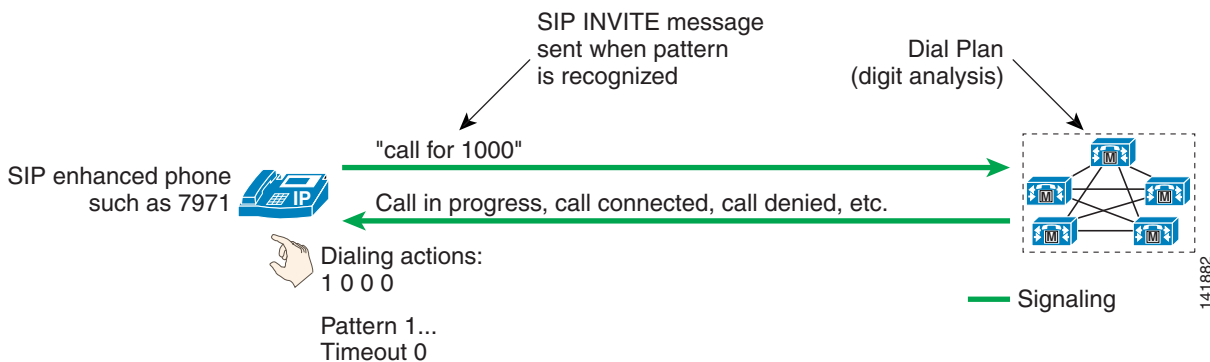 SIP INVITE message
sent when pattern
is recognized
Dial Plan
(digit analysis)
"call for 1000"
SIP enhanced phone
such as 7971
IP
Call in progress, call connected, call denied, etc.
M
M
M
M
M
Dialing actions:
1 0 0 0
Pattern 1...
Timeout 0
Signaling
141882